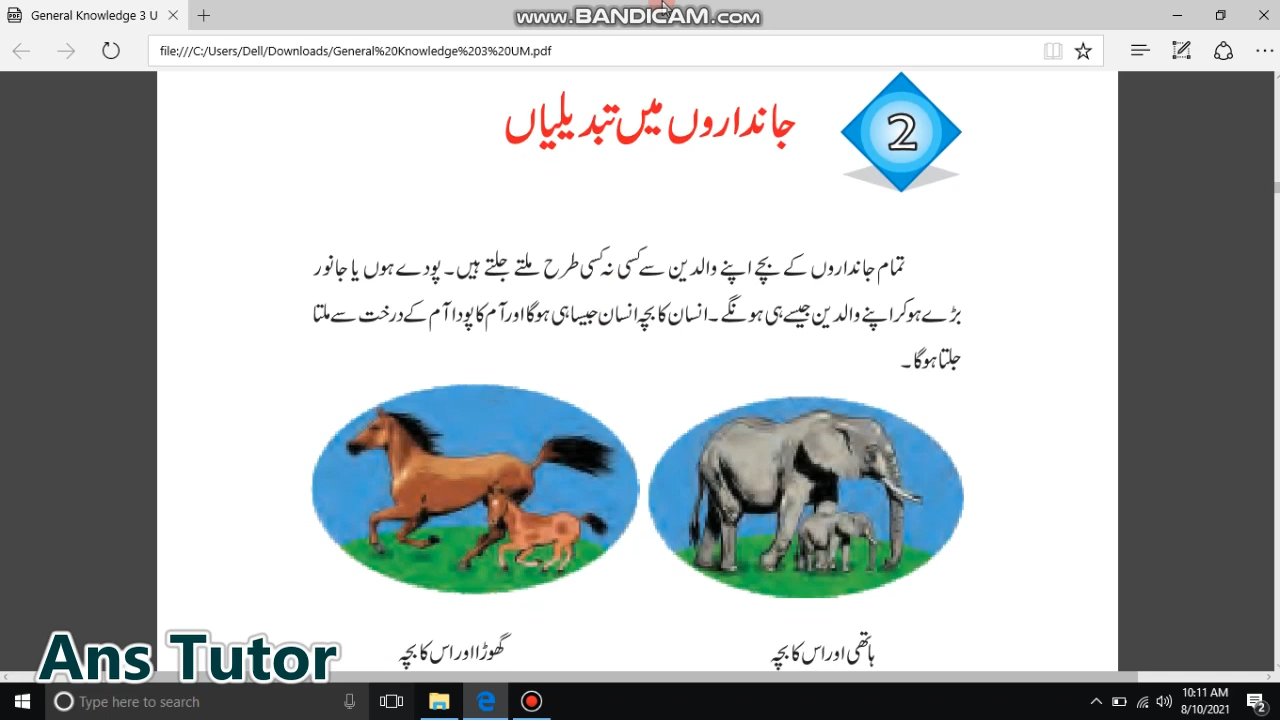 General Knowledge 3 U
www.BANDICAM.com
file:///C:/Users/Dell/Downloads/General%20Knowledge%203%20UM.pdf
2
جانداروں میں تبدیلیاں
تمام جانداروں کے بچے اپنے والدین سے کسی نہ کسی طرح ملتے جلتے ہیں۔ پودے ہوں یا جانور
بڑے ہو کر اپنے والدین جیسے ہی ہونگے۔ انسان کا بچہ انسان جیسا ہی ہوگا اور آم کا پودا آم کے درخت سے ملتا
جلتا ہوگا۔
ہاتھی اور اس کا بچہ
گھوڑا اور اس کا بچہ
Ans Tutor
Type here to search
10:11 AM
8/10/2021
2